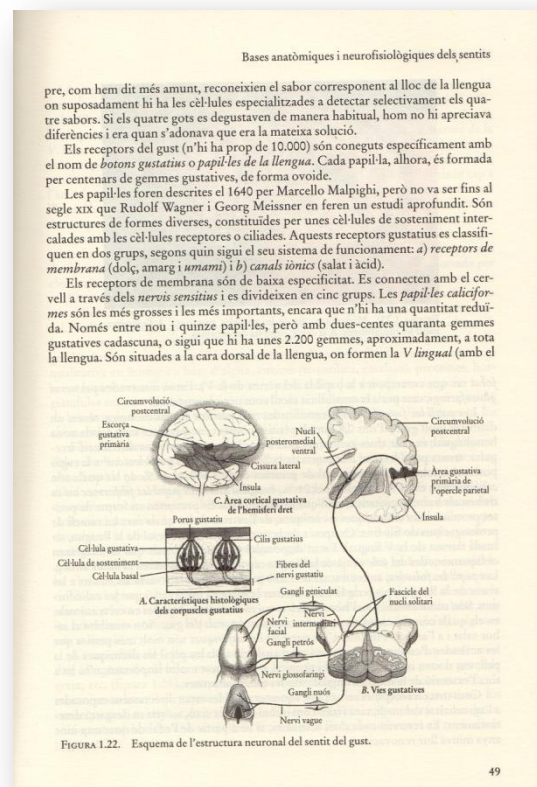 Bases anatòmiques i neurofisiològiques dels sentits
pre, com hem dit més amunt, reconeixien el sabor corresponent al lloc de la llengua
on suposadament hi ha les cèl·lules especialitzades a detectar selectivament els qua-
tre sabors. Si els quatre gots es degustaven de manera habitual, hom no hi apreciava
diferències i era quan s'adonava que era la mateixa solució.
Els receptors del gust (n'hi ha prop de 10.000) són coneguts específicament amb
el nom de botons gustatius o papil·les de la llengua. Cada papil·la, alhora, és formada
per centenars de gemmes gustatives, de forma ovoide.
Les papil·les foren descrites el 1640 per Marcello Malpighi, però no va ser fins al
segle XIX que Rudolf Wagner i Georg Meissner en feren un estudi aprofundit. Són
estructures de formes diverses, constituïdes per unes cèl·lules de sosteniment inter-
calades amb les cèl·lules receptores o ciliades. Aquests receptors gustatius es classifi-
quen en dos grups, segons quin sigui el seu sistema de funcionament: a) receptors de
membrana (dolç, amarg i umami) i b) canals iònics (salat i àcid).
Els receptors de membrana són de baixa especificitat. Es connecten amb el cer-
vell a través dels nervis sensitius i es divideixen en cinc grups. Les papil·les calicifor-
mes són les més grosses i les més importants, encara que n'hi ha una quantitat reduï-
da. Només entre nou i quinze papil·les, però amb dues-centes quaranta gemmes
gustatives cadascuna, o sigui que hi ha unes 2.200 gemmes, aproximadament, a tota
la llengua. Són situades a la cara dorsal de la llengua, on formen la V lingual (amb el
Circumvolució
postcentral
Escorça
gustativa
primària
Cissura lateral
Ínsula
C. Àrea cortical gustativa
de l'hemisferi dret
Nucli
posteromedial
ventral
Circumvolució
postcentral
Àrea gustativa
primària de
l'opercle parietal
Ínsula
Porus gustatiu
Cilis gustatius
Cèl·lula gustativa
Cèl·lula de sosteniment
Cèl·lula basal
Fibres del
nervi gustatiu
A. Característiques histològiques
dels corpuscles gustatius
Gangli geniculat
Fascicle del
nucli solitari
Nervi
facial
Nervi
intermediari
Gangli petrós
Nervi glossofaringi
Gangli nuós
Nervi vague
B. Vies gustatives
FIGURA 1.22. Esquema de l'estructura neuronal del sentit del gust.
49